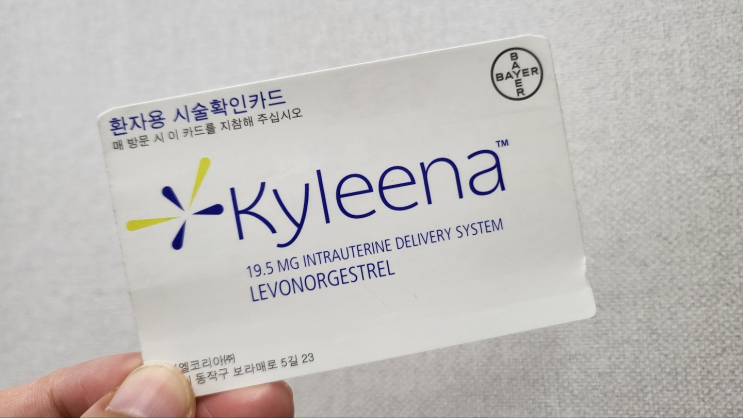 환자용 시술확인카드
매 방문 시 이 카드를 지참해 주십시오
BAYER
BAYER
Kyleena™
19.5 MG INTRAUTERINE DELIVERY SYSTEM
LEVONORGESTREL
엘코리아㈜
동작구 보라매로 5길 23